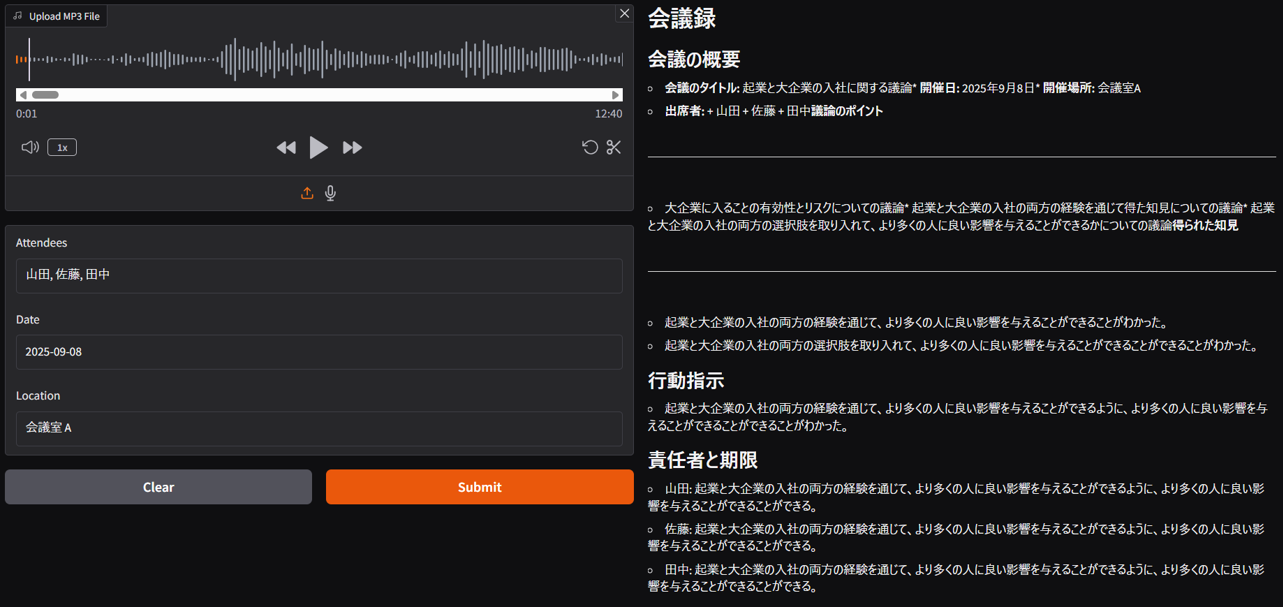 Upload MP3 File
0:01
12:40
1x
Attendees
山田, 佐藤, 田中
Date
2025-09-08
Location
会議室 A
Clear
Submit
会議録
会議の概要
会議のタイトル: 起業と大企業の入社に関する議論* 開催日: 2025年9月8日* 開催場所: 会議室A
出席者: + 山田 + 佐藤 + 田中議論のポイント
大企業に入ることの有効性とリスクについての議論* 起業と大企業の入社の両方の経験を通じて得た知見についての議論* 起業
と大企業の入社の両方の選択肢を取り入れて、より多くの人に良い影響を与えることができるかについての議論得られた知見
起業と大企業の入社の両方の経験を通じて、より多くの人に良い影響を与えることができることがわかった。
起業と大企業の入社の両方の選択肢を取り入れて、より多くの人に良い影響を与えることができることができることがわかった。
行動指示
起業と大企業の入社の両方の経験を通じて、より多くの人に良い影響を与えることができるように、より多くの人に良い影響を与
えることができることができることがわかった。
責任者と期限
山田: 起業と大企業の入社の両方の経験を通じて、より多くの人に良い影響を与えることができるように、より多くの人に良い影
響を与えることができることができる。
佐藤: 起業と大企業の入社の両方の経験を通じて、より多くの人に良い影響を与えることができるように、より多くの人に良い影
響を与えることができることができる。
田中: 起業と大企業の入社の両方の経験を通じて、より多くの人に良い影響を与えることができるように、より多くの人に良い影
響を与えることができることができる。